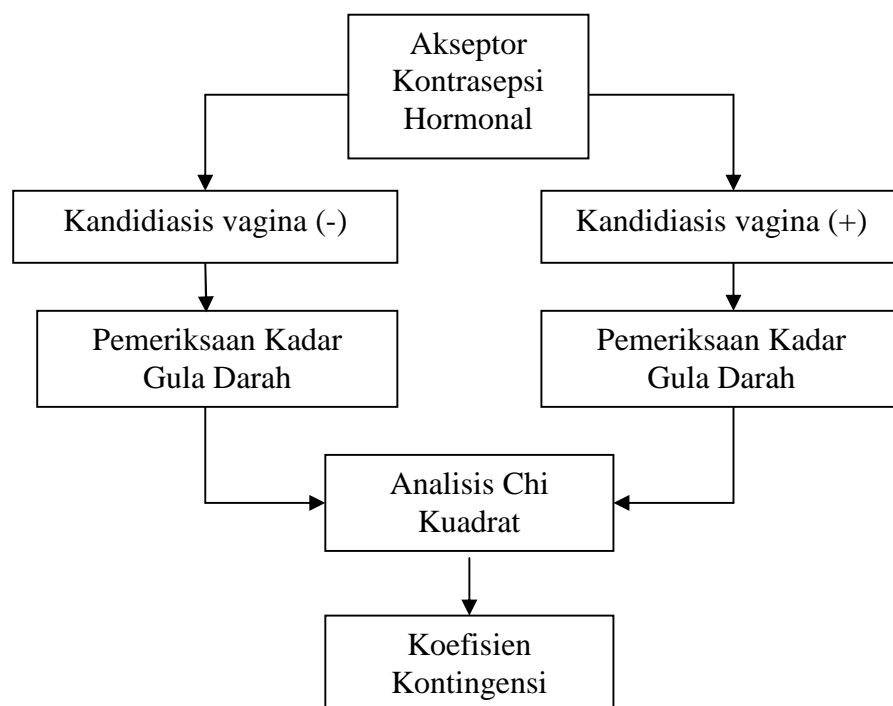 Akseptor
Kontrasepsi
Hormonal
Kandidiasis vagina (-)
Kandidiasis vagina (+)
Pemeriksaan Kadar
Gula Darah
Pemeriksaan Kadar
Gula Darah
Analisis Chi
Kuadrat
Koefisien
Kontingensi